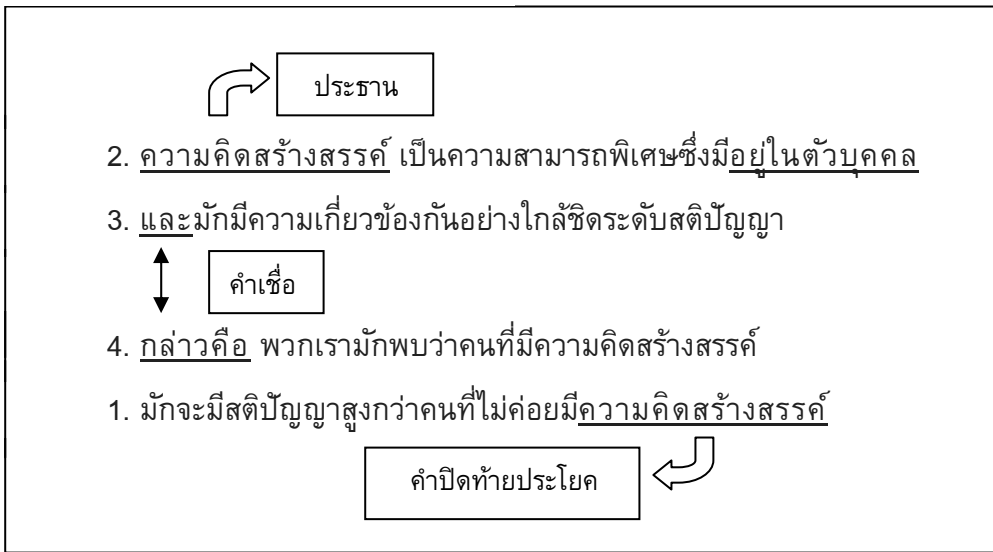 ประธาน
2. ความคิดสร้างสรรค์ เป็นความสามารถพิเศษซึ่งมีอยู่ในตัวบุคคล
3. และมักมีความเกี่ยวข้องกันอย่างใกล้ชิดระดับสติปัญญา
คำเชื่อ
4. กล่าวคือ พวกเรามักพบว่าคนที่มีความคิดสร้างสรรค์
1. มักจะมีสติปัญญาสูงกว่าคนที่ไม่ค่อยมีความคิดสร้างสรรค์
คำปิดท้ายประโยค